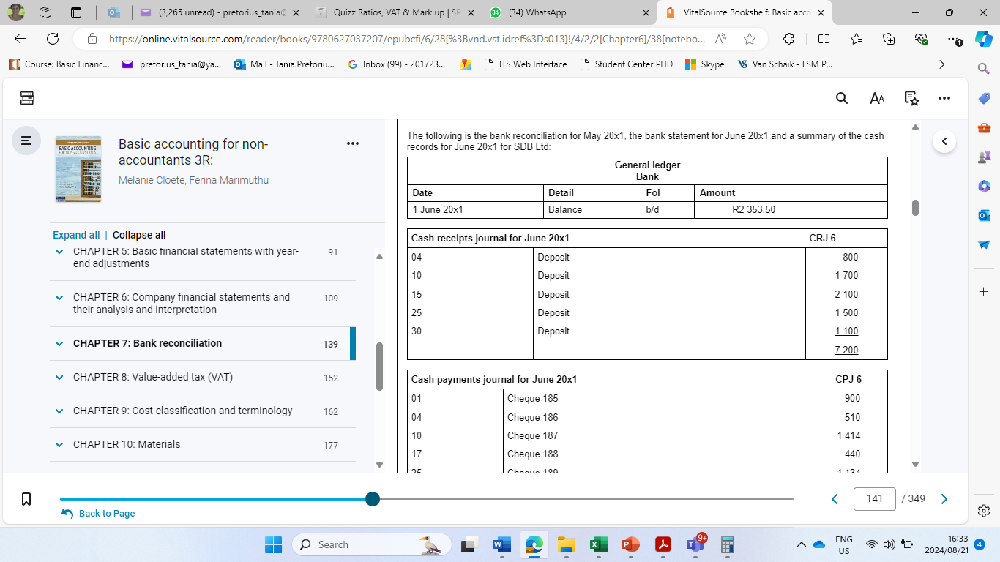 (3,265 unread) - pretorius_tania@
Quizz Ratios, VAT & Mark up | SP
34
(34) WhatsApp
VitalSource Bookshelf: Basic acco
https://online.vitalsource.com/reader/books/9780627037207/epubcfi/6/28[%3Bvnd.vst.idref%3Ds013]!/4/2/2[Chapter6]/38[notebo...
Course: Basic Financ...
pretorius_tania@ya...
Mail - Tania.Pretoriu...
Inbox (99) - 201723...
ITS Web Interface
Student Center PHD
Skype
Van Schaik - LSM P...
BASIC ACCOUNTING
FOR NON-ACCOUNTANTS
Basic accounting for non-
accountants 3R:
Melanie Cloete; Ferina Marimuthu
Expand all | Collapse all
CHAPTER 5: Basic financial statements with year-
end adjustments 91
CHAPTER 6: Company financial statements and
their analysis and interpretation 109
CHAPTER 7: Bank reconciliation 139
CHAPTER 8: Value-added tax (VAT) 152
CHAPTER 9: Cost classification and terminology 162
CHAPTER 10: Materials 177
The following is the bank reconciliation for May 20x1, the bank statement for June 20x1 and a summary of the cash
records for June 20x1 for SDB Ltd:
General ledger
Bank
Date Detail Fol Amount
1 June 20x1 Balance b/d R2 353,50
Cash receipts journal for June 20x1 CRJ 6
04 Deposit 800
10 Deposit 1 700
15 Deposit 2 100
25 Deposit 1 500
30 Deposit 1 100
7 200
Cash payments journal for June 20x1 CPJ 6
01 Cheque 185 900
04 Cheque 186 510
10 Cheque 187 1 414
17 Cheque 188 440
25 Cheque 189 1 134
Back to Page
141 / 349
Search
9+
ENG
US
16:33
2024/08/21
4